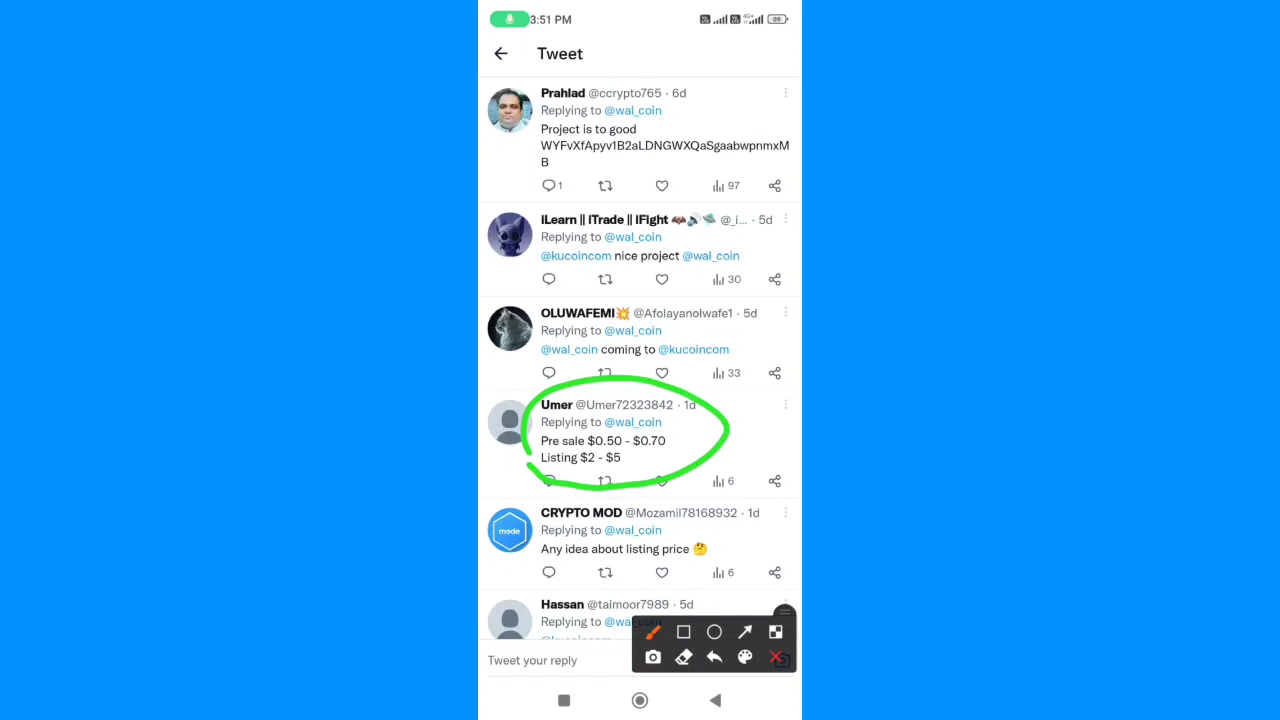 3:51 PM
4G+
89
Tweet
Prahlad @ccrypto765 · 6d
Replying to @wal_coin
Project is to good
WYFvXfApyv1B2aLDNGWXQaSgaabwpnmxM
B
1
97
iLearn || iTrade || iFight 🦇🔊🛸 @_i... · 5d
Replying to @wal_coin
@kucoincom nice project @wal_coin
30
OLUWAFEMI💥 @Afolayanolwafe1 · 5d
Replying to @wal_coin
@wal_coin coming to @kucoincom
33
Umer @Umer72323842 · 1d
Replying to @wal_coin
Pre sale $0.50 - $0.70
Listing $2 - $5
6
mode
CRYPTO MOD @Mozamil78168932 · 1d
Replying to @wal_coin
Any idea about listing price 🤔
6
Hassan @taimoor7989 · 5d
Replying to @wal_coin
Tweet your reply